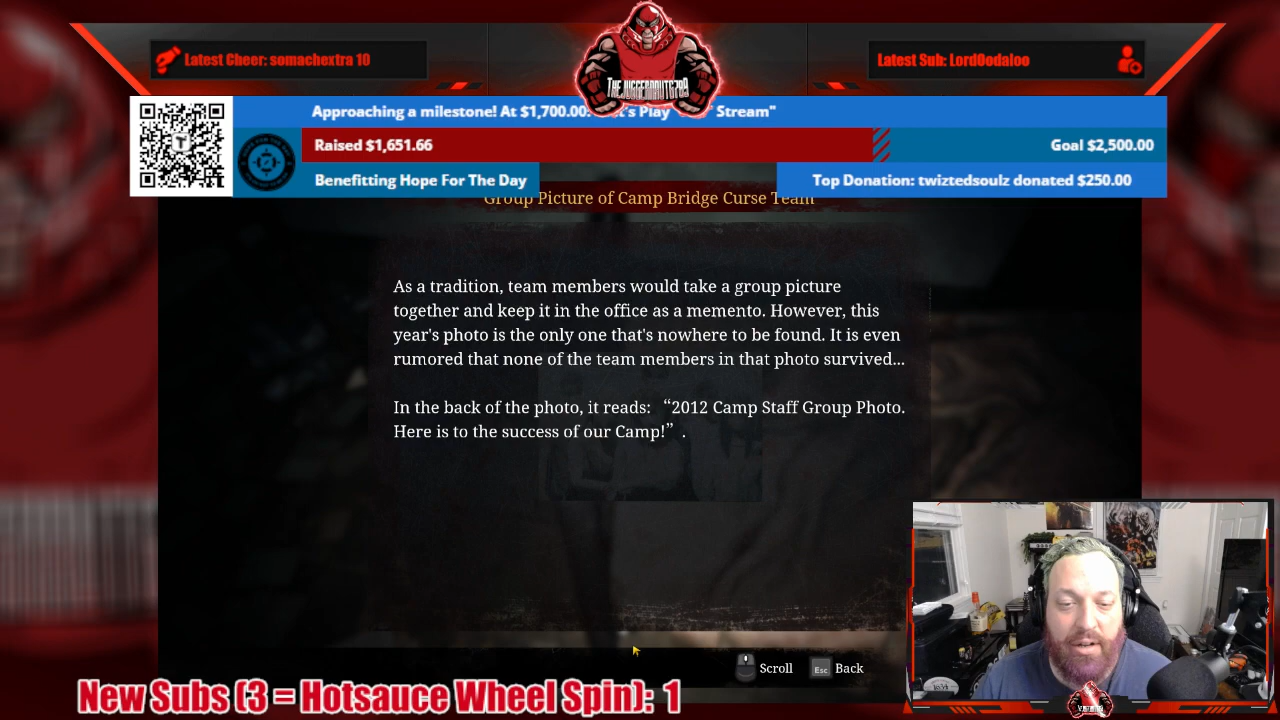 Latest Cheer: somachextra 10
THEJUGGERNAUT6789
Latest Sub: LordOodaloo
Approaching a milestone! At $1,700.00: Play Stream"
Raised $1,651.66
Goal $2,500.00
Benefitting Hope For The Day
Top Donation: twiztedsoulz donated $250.00
Group Picture of Camp Bridge Curse Team
As a tradition, team members would take a group picture
together and keep it in the office as a memento. However, this
year's photo is the only one that's nowhere to be found. It is even
rumored that none of the team members in that photo survived...
In the back of the photo, it reads: “2012 Camp Staff Group Photo.
Here is to the success of our Camp!” .
Scroll
Esc Back
New Subs (3 = Hotsauce Wheel Spin): 1